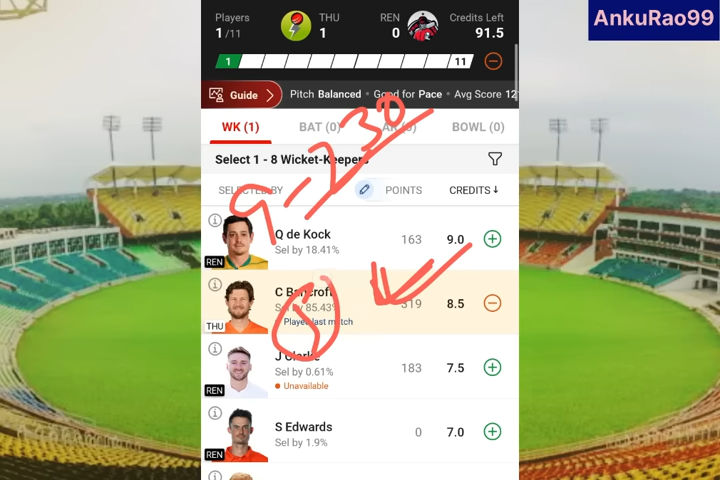 AnkuRao99
Players THU REN Credits Left
1/11 1 0 91.5
1 11
Guide Pitch Balanced • Good for Pace • Avg Score 12
WK (1) BAT (0) AR (0) BOWL (0)
Select 1 - 8 Wicket-Keepers
SELECTED BY POINTS CREDITS↓
9-230
Q de Kock 163 9.0
Sel by 18.41%
REN
C Bancroft 319 8.5
Sel by 85.43%
Played last match
THU
J Clarke 183 7.5
Sel by 0.61%
Unavailable
REN
S Edwards 0 7.0
Sel by 1.9%
REN